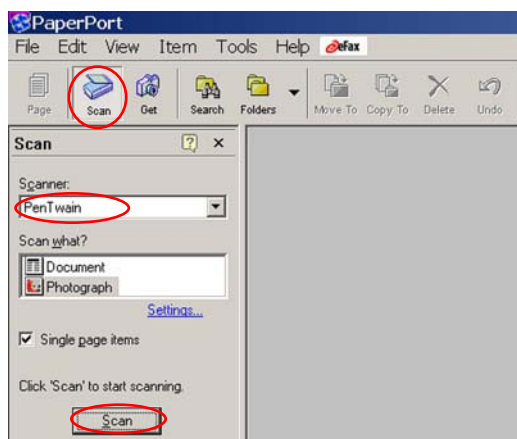 PaperPort
File Edit View Item Tools Help eFax
Page Scan Get Search Folders Move To Copy To Delete Undo
Scan
Scanner:
PenTwain
Scan what?
Document
Photograph
Settings...
Single page items
Click 'Scan' to start scanning.
Scan